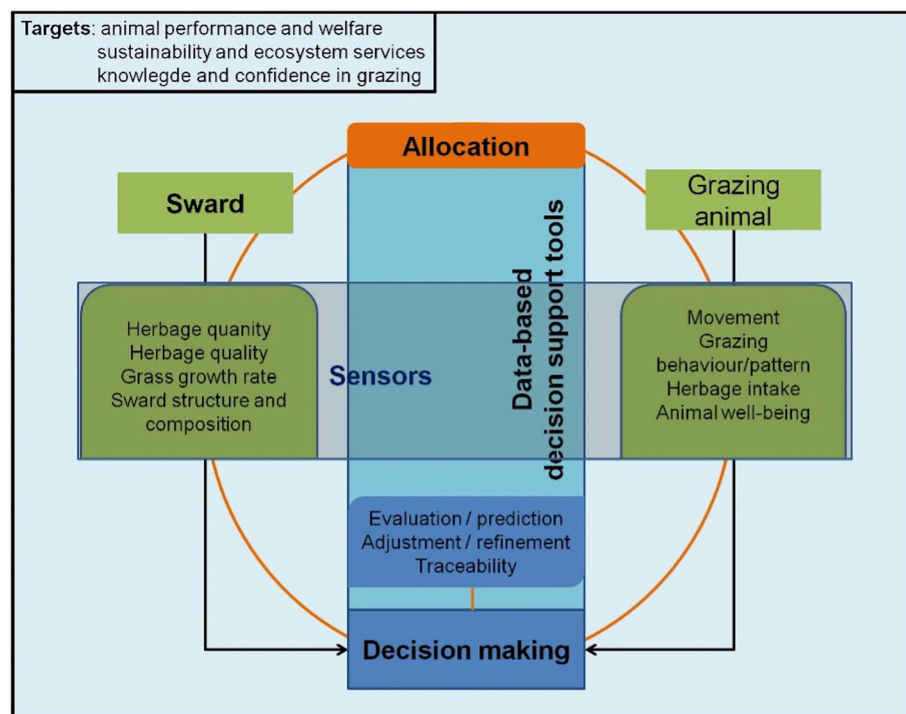 Targets: animal performance and welfare
sustainability and ecosystem services
knowlegde and confidence in grazing
Allocation
Sward
Grazing
animal
Data-based
decision support tools
Herbage quanity
Herbage quality
Grass growth rate
Sward structure and
composition
Sensors
Movement
Grazing
behaviour/pattern
Herbage intake
Animal well-being
Evaluation / prediction
Adjustment / refinement
Traceability
Decision making